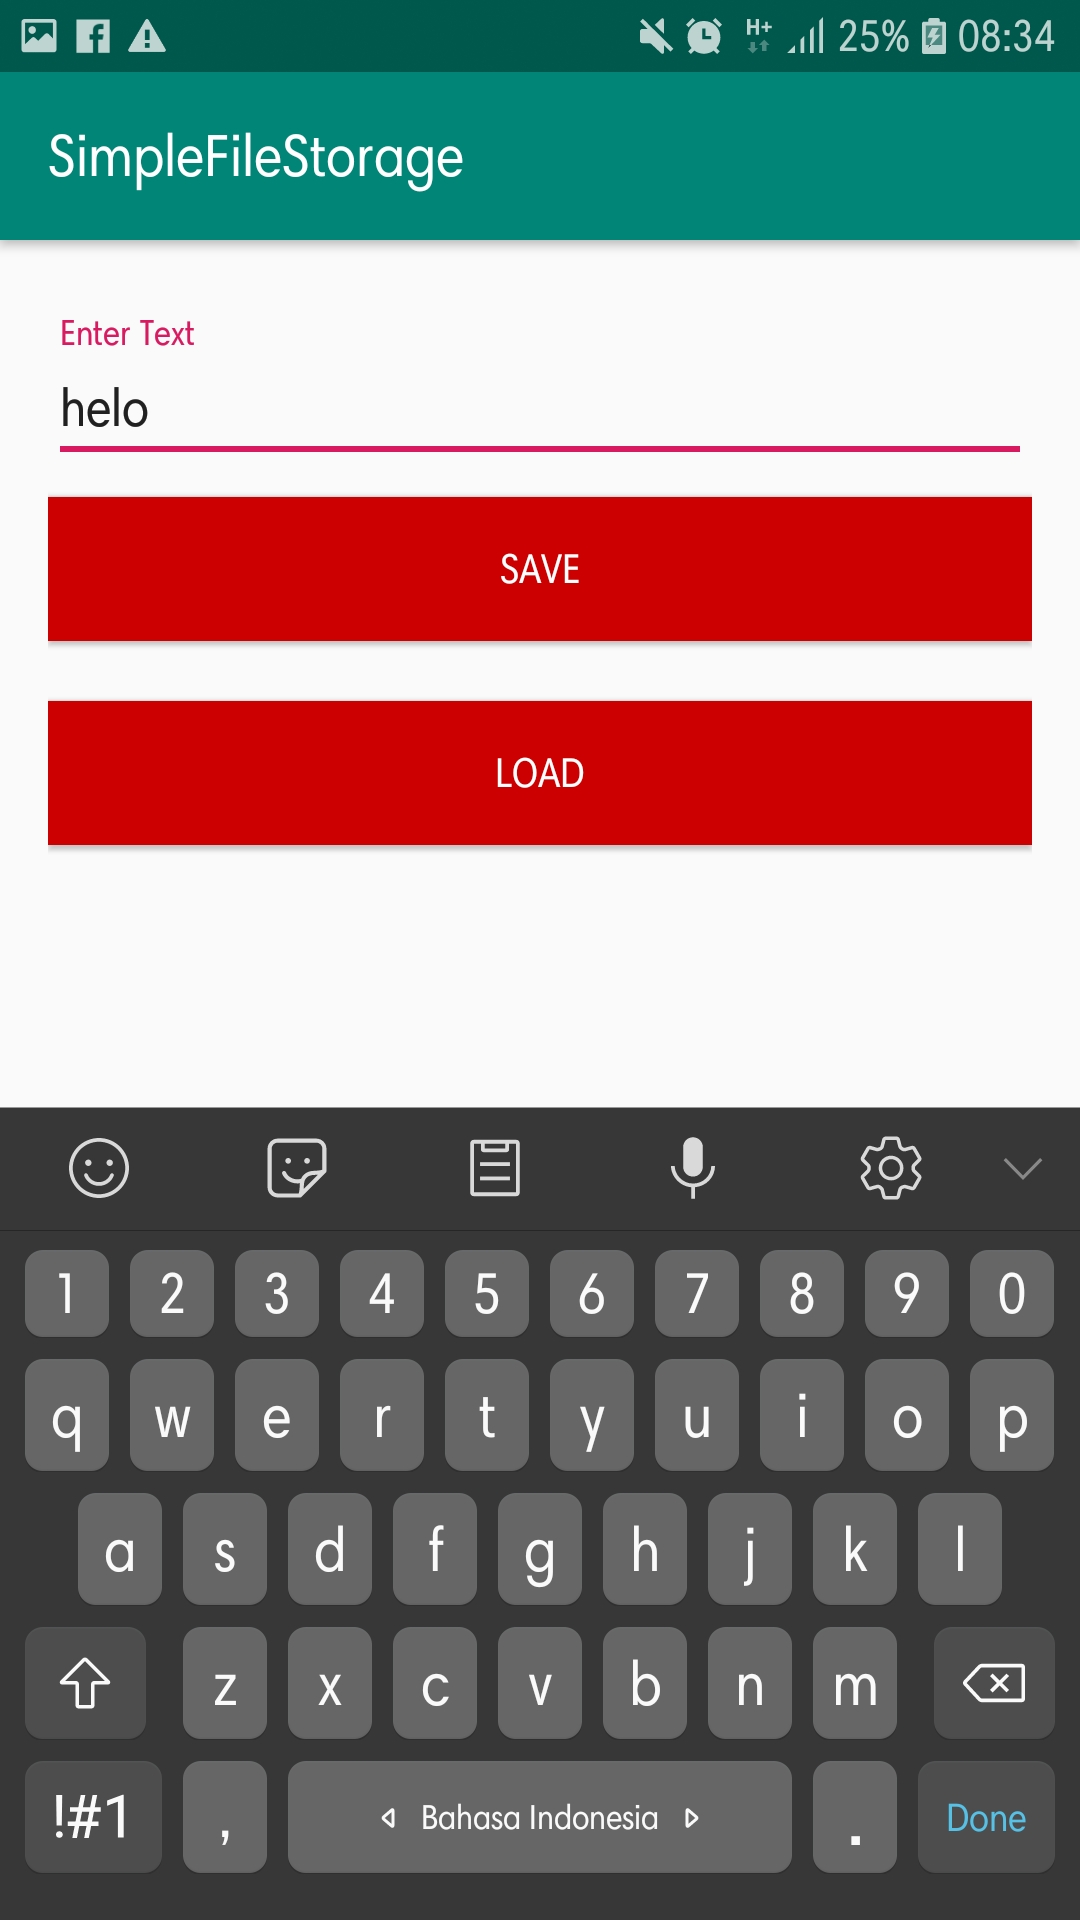 H+ 25% 08:34
SimpleFileStorage
Enter Text
helo
SAVE
LOAD
1 2 3 4 5 6 7 8 9 0
q w e r t y u i o p
a s d f g h j k l
z x c v b n m
!#1 , Bahasa Indonesia . Done